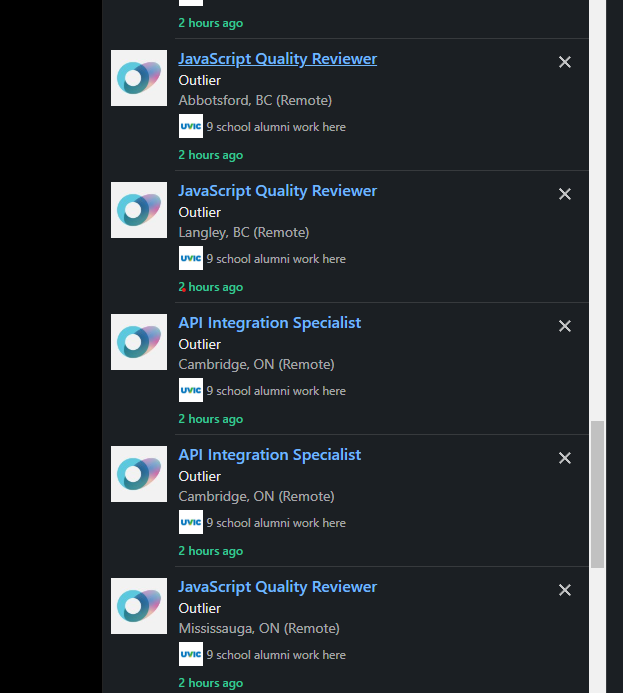 2 hours ago
JavaScript Quality Reviewer
Outlier
Abbotsford, BC (Remote)
UVIC 9 school alumni work here
2 hours ago
JavaScript Quality Reviewer
Outlier
Langley, BC (Remote)
UVIC 9 school alumni work here
2 hours ago
API Integration Specialist
Outlier
Cambridge, ON (Remote)
UVIC 9 school alumni work here
2 hours ago
API Integration Specialist
Outlier
Cambridge, ON (Remote)
UVIC 9 school alumni work here
2 hours ago
JavaScript Quality Reviewer
Outlier
Mississauga, ON (Remote)
UVIC 9 school alumni work here
2 hours ago